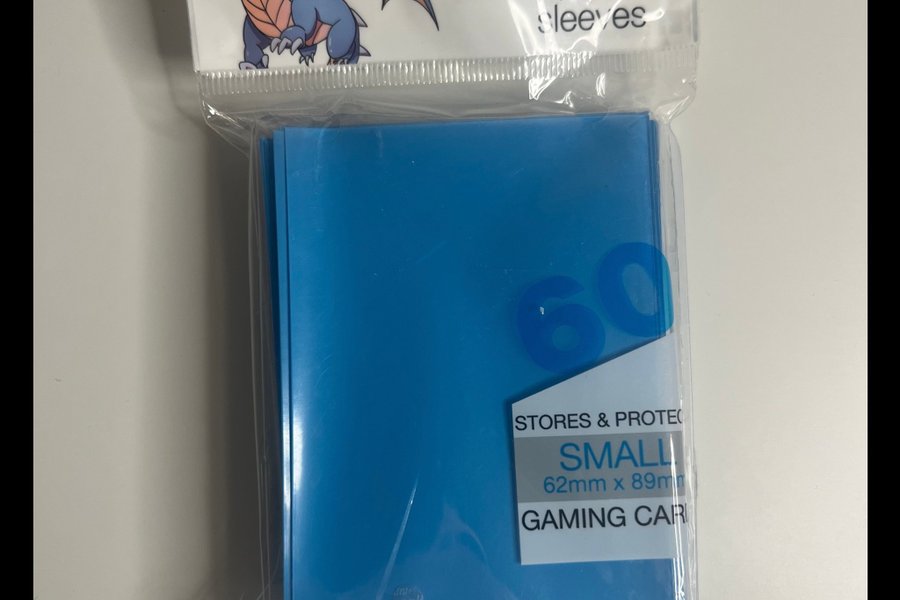 sleeves
60
STORES & PROTEC
SMALL
62mm x 89mm
GAMING CAR